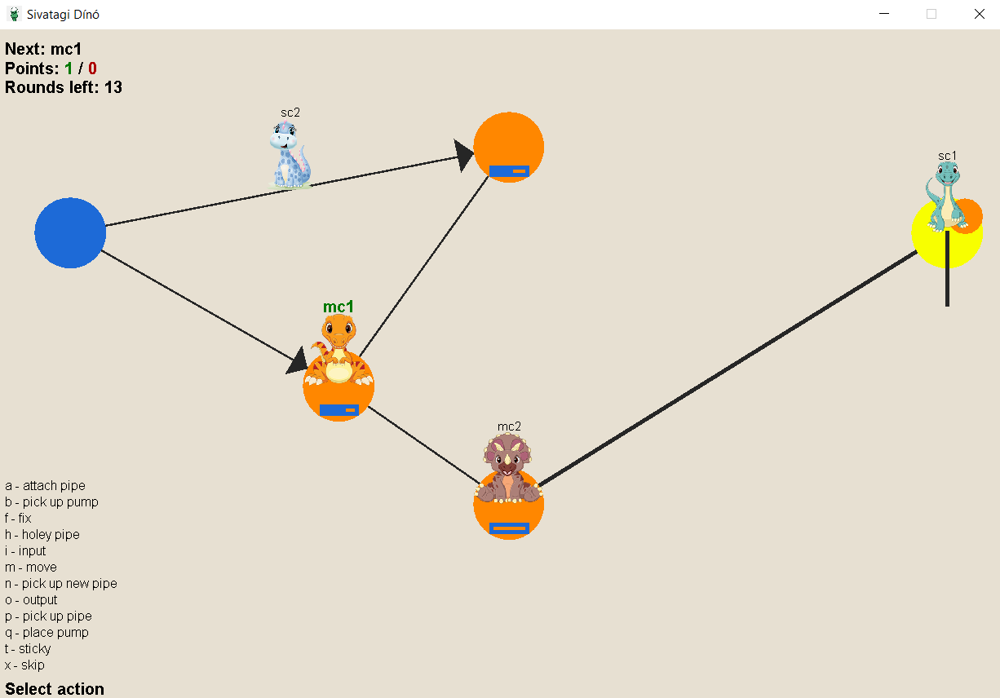 Sivatagi Dínó
Next: mc1
Points: 1 / 0
Rounds left: 13
sc2
sc1
mc1
mc2
a - attach pipe
b - pick up pump
f - fix
h - holey pipe
i - input
m - move
n - pick up new pipe
o - output
p - pick up pipe
q - place pump
t - sticky
x - skip
Select action